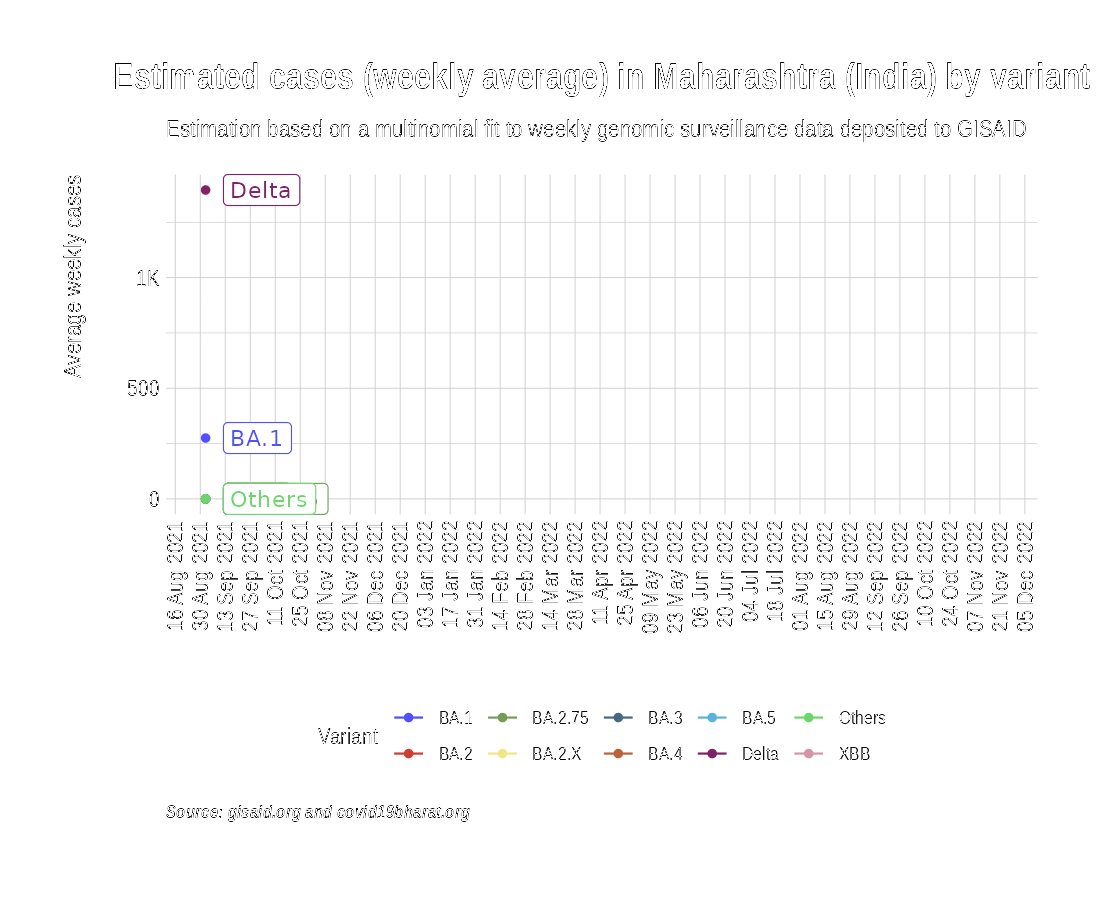 Estimated cases (weekly average) in Maharashtra (India) by variant
Estimation based on a multinomial fit to weekly genomic surveillance data deposited to GISAID
Average weekly cases
Delta
1K
500
BA.1
Others
0
16 Aug 2021
30 Aug 2021
13 Sep 2021
27 Sep 2021
11 Oct 2021
25 Oct 2021
08 Nov 2021
22 Nov 2021
06 Dec 2021
20 Dec 2021
03 Jan 2022
17 Jan 2022
31 Jan 2022
14 Feb 2022
28 Feb 2022
14 Mar 2022
28 Mar 2022
11 Apr 2022
25 Apr 2022
09 May 2022
23 May 2022
06 Jun 2022
20 Jun 2022
04 Jul 2022
18 Jul 2022
01 Aug 2022
15 Aug 2022
29 Aug 2022
12 Sep 2022
26 Sep 2022
10 Oct 2022
24 Oct 2022
07 Nov 2022
21 Nov 2022
05 Dec 2022
Variant
BA.1 BA.2.75 BA.3 BA.5 Others
BA.2 BA.2.X BA.4 Delta XBB
Source: gisaid.org and covid19bharat.org